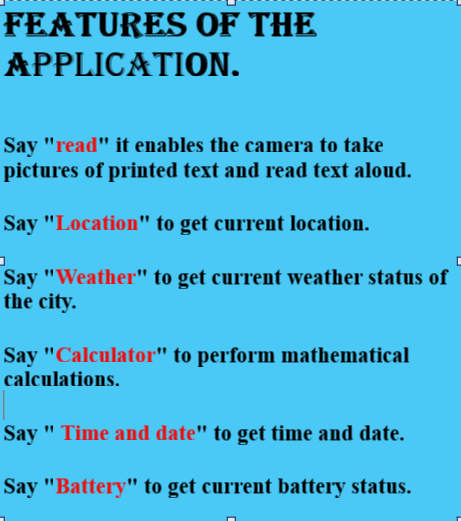 FEATURES OF THE
APPLICATION.
Say "read" it enables the camera to take
pictures of printed text and read text aloud.
Say "Location" to get current location.
Say "Weather" to get current weather status of
the city.
Say "Calculator" to perform mathematical
calculations.
Say " Time and date" to get time and date.
Say "Battery" to get current battery status.